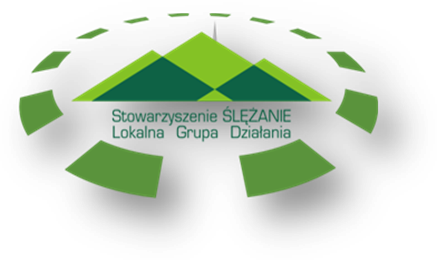 Stowarzyszenie ŚLĘŻANIE
Lokalna Grupa Działania